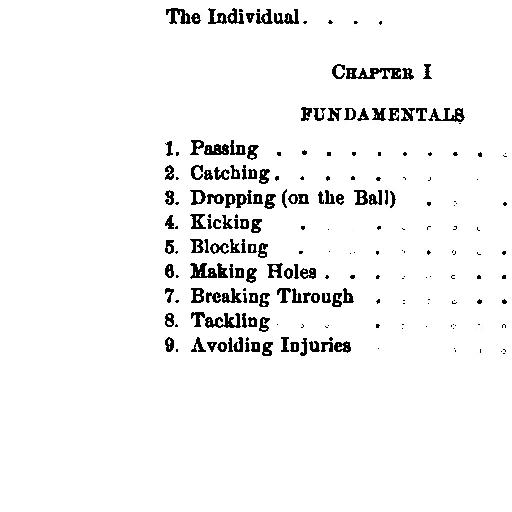 The Individual. . . .
CHAPTER I
FUNDAMENTALS
1. Passing . . . . . . . . . .
2. Catching. . . . . . . .
3. Dropping (on the Ball) . . .
4. Kicking . . . . . . .
5. Blocking . . . . . . . .
6. Making Holes . . . . . . . .
7. Breaking Through . . . . . .
8. Tackling . . . . . . . .
9. Avoiding Injuries . . . .